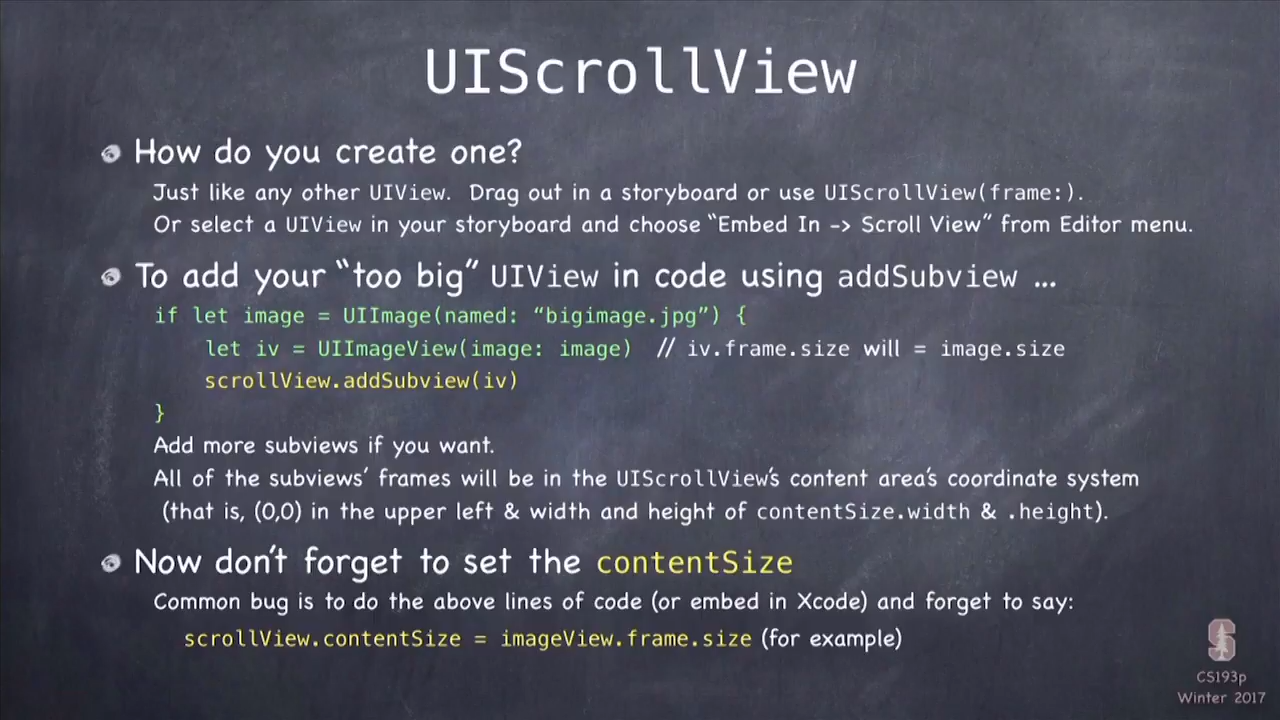 UIScrollView
How do you create one?
Just like any other UIView. Drag out in a storyboard or use UIScrollView(frame:).
Or select a UIView in your storyboard and choose “Embed In -> Scroll View” from Editor menu.
To add your “too big” UIView in code using addSubview ...
if let image = UIImage(named: “bigimage.jpg”) {
let iv = UIImageView(image: image) // iv.frame.size will = image.size
scrollView.addSubview(iv)
}
Add more subviews if you want.
All of the subviews’ frames will be in the UIScrollView’s content area’s coordinate system
(that is, (0,0) in the upper left & width and height of contentSize.width & .height).
Now don’t forget to set the contentSize
Common bug is to do the above lines of code (or embed in Xcode) and forget to say:
scrollView.contentSize = imageView.frame.size (for example)
S
CS193p
Winter 2017